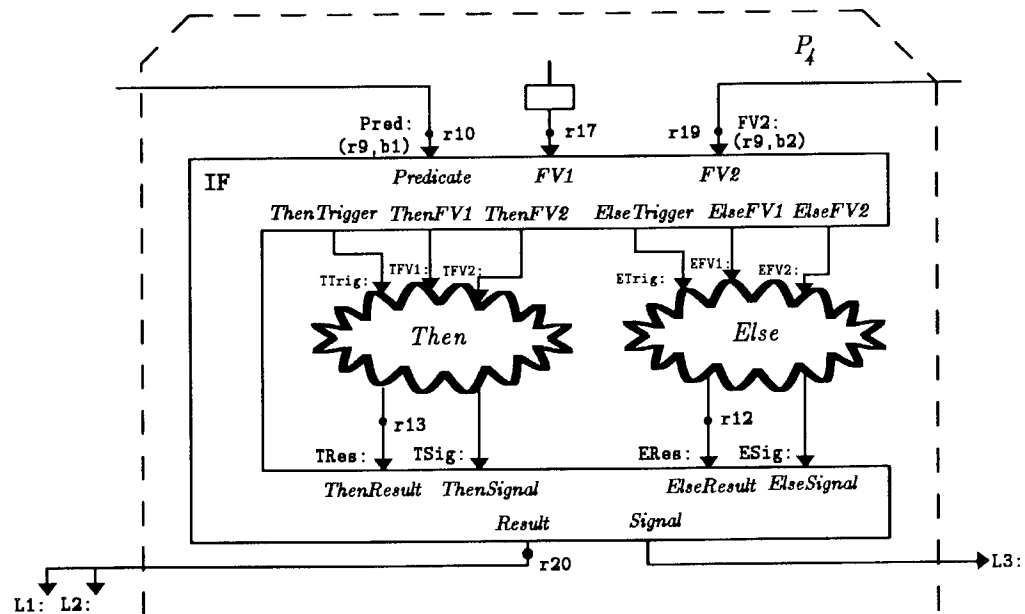 P4
Pred: r10 r17 r19 FV2:
(r9,b1) (r9,b2)
IF
Predicate FV1 FV2
ThenTrigger ThenFV1 ThenFV2 ElseTrigger ElseFV1 ElseFV2
TTrig: TFV1: TFV2: ETrig: EFV1: EFV2:
Then Else
r13 r12
TRes: TSig: ERes: ESig:
ThenResult ThenSignal ElseResult ElseSignal
Result Signal
r20 L3:
L1: L2: